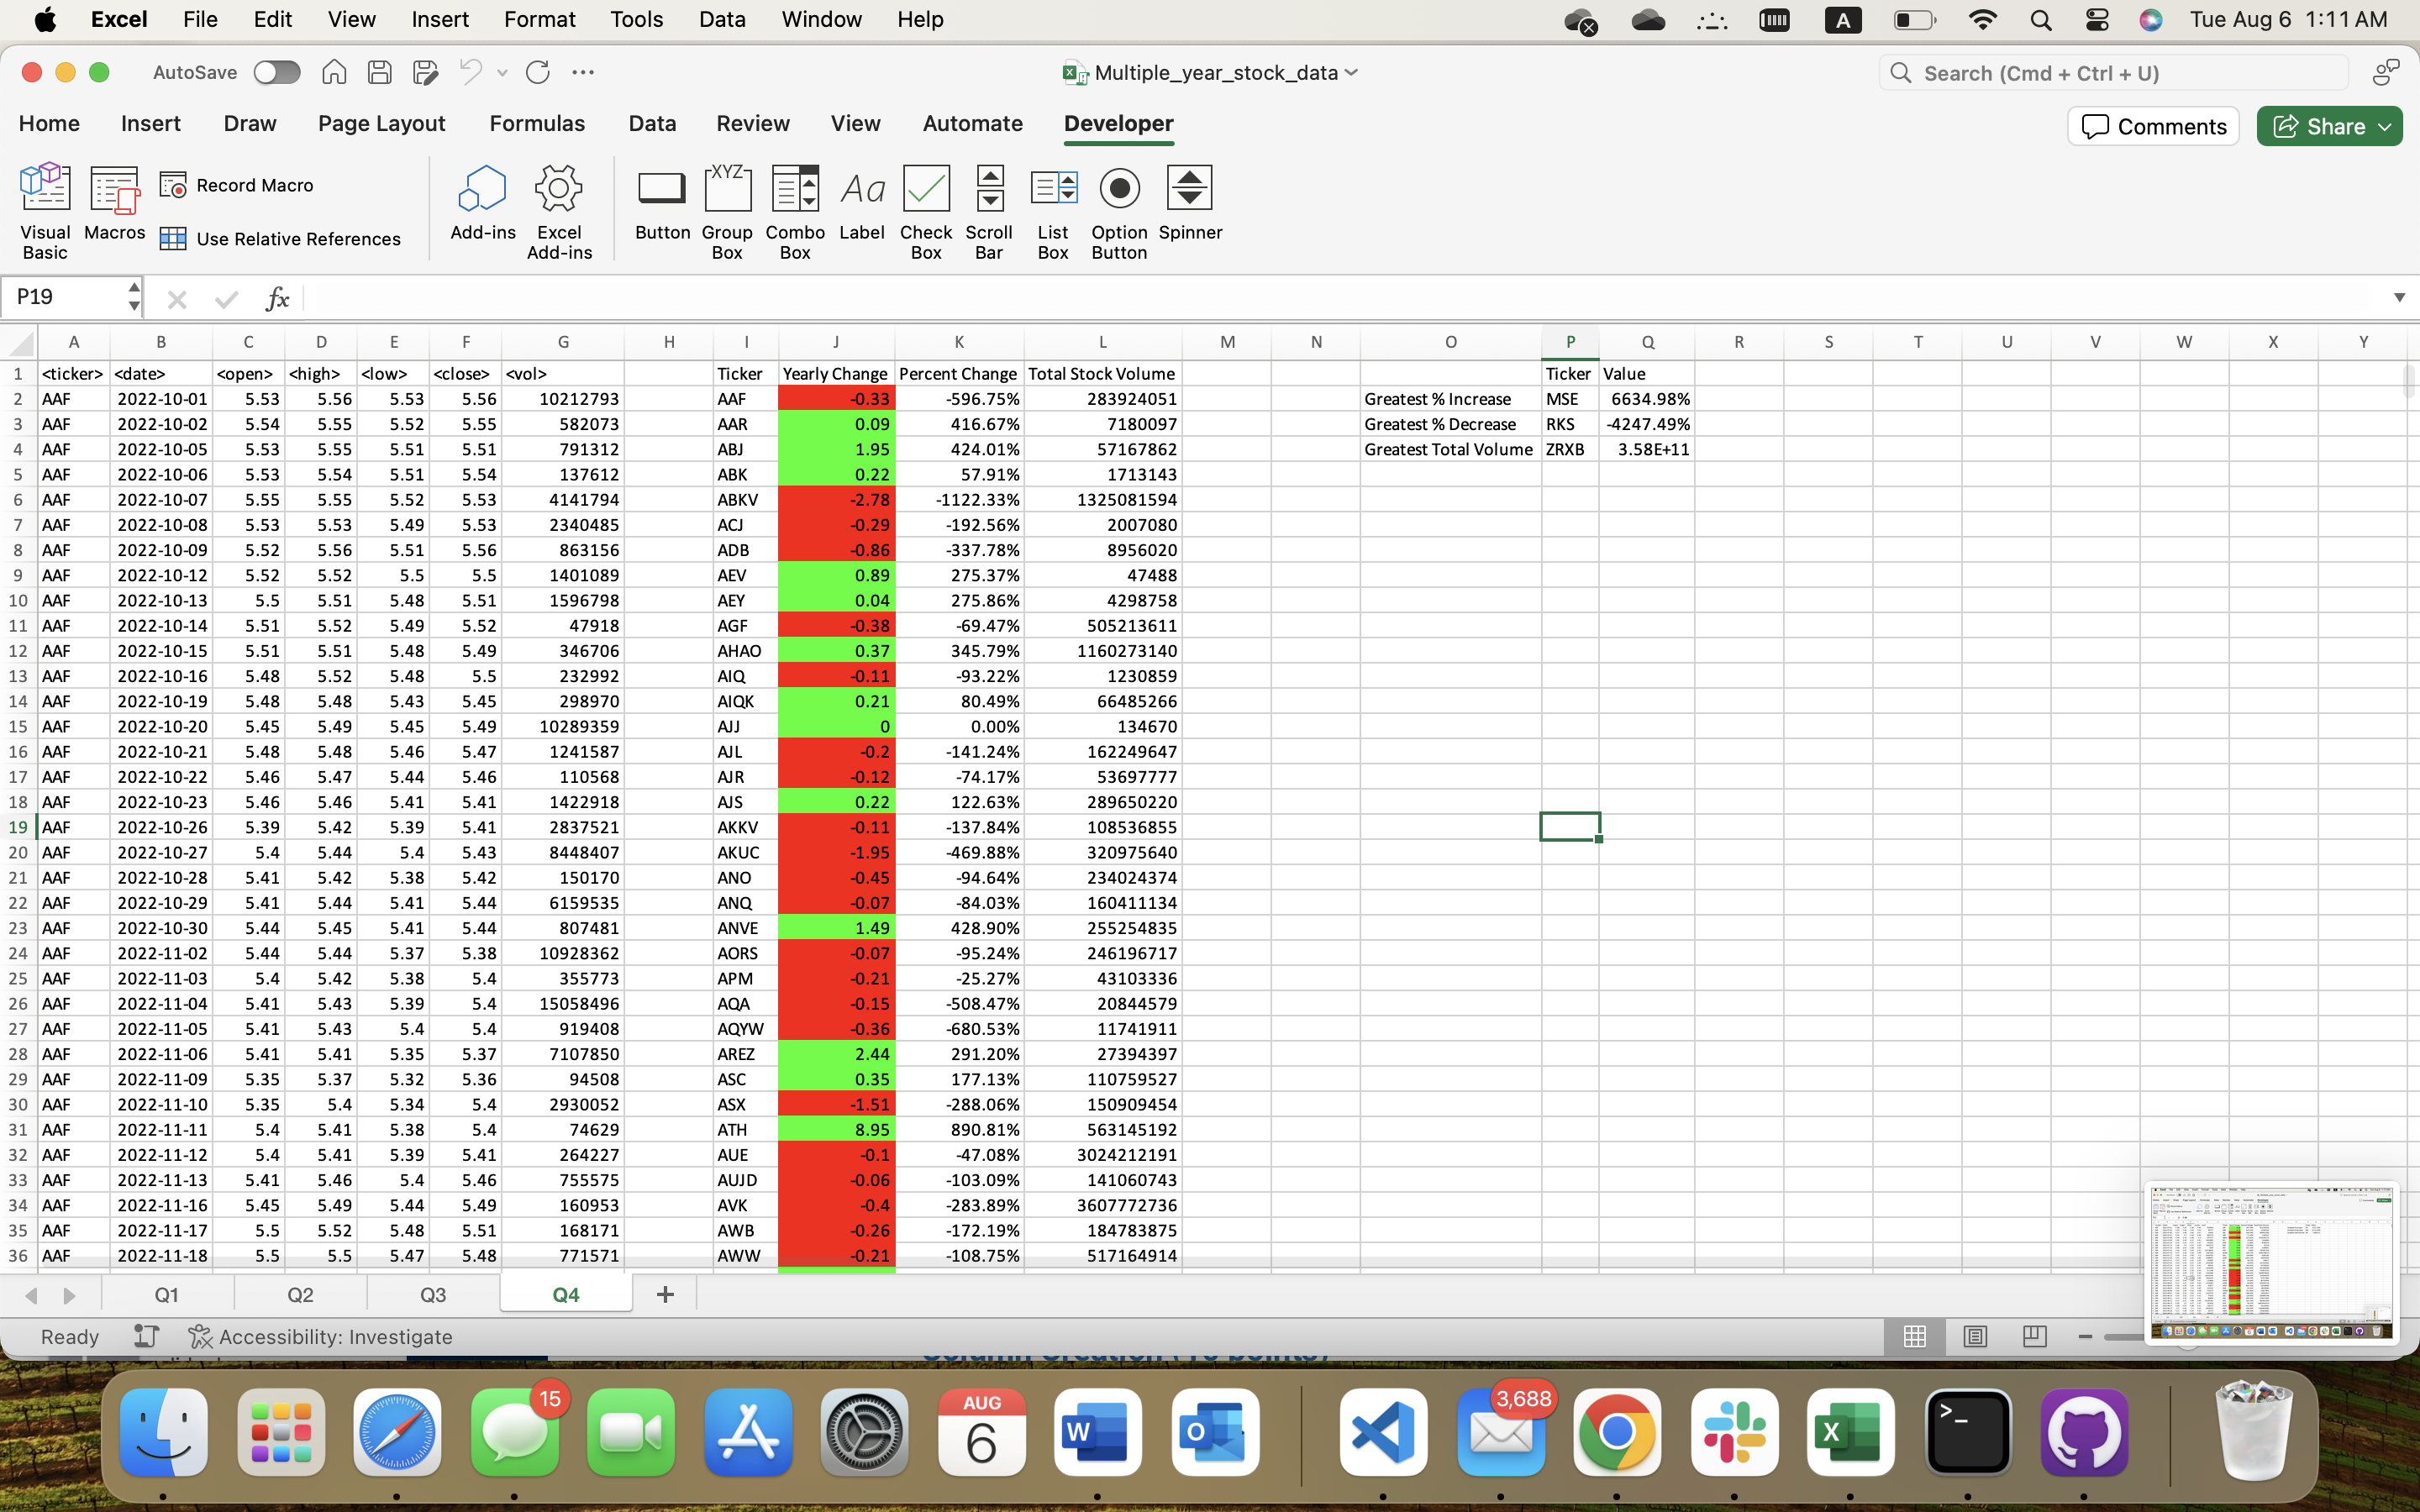 Excel File Edit View Insert Format Tools Data Window Help A Tue Aug 6 1:11 AM
AutoSave Multiple_year_stock_data Search (Cmd + Ctrl + U)
Home Insert Draw Page Layout Formulas Data Review View Automate Developer Comments Share
Visual Basic Macros Record Macro Use Relative References Add-ins Excel Add-ins Button XYZ Group Box Combo Box Aa Label Check Box Scroll Bar List Box Option Button Spinner
P19 fx
A B C D E F G H I J K L M N O P Q R S T U V W X Y
1 <ticker> <date> <open> <high> <low> <close> <vol> Ticker Yearly Change Percent Change Total Stock Volume Ticker Value
2 AAF 2022-10-01 5.53 5.56 5.53 5.56 10212793 AAF -0.33 -596.75% 283924051 Greatest % Increase MSE 6634.98%
3 AAF 2022-10-02 5.54 5.55 5.52 5.55 582073 AAR 0.09 416.67% 7180097 Greatest % Decrease RKS -4247.49%
4 AAF 2022-10-05 5.53 5.55 5.51 5.51 791312 ABJ 1.95 424.01% 57167862 Greatest Total Volume ZRXB 3.58E+11
5 AAF 2022-10-06 5.53 5.54 5.51 5.54 137612 ABK 0.22 57.91% 1713143
6 AAF 2022-10-07 5.55 5.55 5.52 5.53 4141794 ABKV -2.78 -1122.33% 1325081594
7 AAF 2022-10-08 5.53 5.53 5.49 5.53 2340485 ACJ -0.29 -192.56% 2007080
8 AAF 2022-10-09 5.52 5.56 5.51 5.56 863156 ADB -0.86 -337.78% 8956020
9 AAF 2022-10-12 5.52 5.52 5.5 5.5 1401089 AEV 0.89 275.37% 47488
10 AAF 2022-10-13 5.5 5.51 5.48 5.51 1596798 AEY 0.04 275.86% 4298758
11 AAF 2022-10-14 5.51 5.52 5.49 5.52 47918 AGF -0.38 -69.47% 505213611
12 AAF 2022-10-15 5.51 5.51 5.48 5.49 346706 AHAO 0.37 345.79% 1160273140
13 AAF 2022-10-16 5.48 5.52 5.48 5.5 232992 AIQ -0.11 -93.22% 1230859
14 AAF 2022-10-19 5.48 5.48 5.43 5.45 298970 AIQK 0.21 80.49% 66485266
15 AAF 2022-10-20 5.45 5.49 5.45 5.49 10289359 AJJ 0 0.00% 134670
16 AAF 2022-10-21 5.48 5.48 5.46 5.47 1241587 AJL -0.2 -141.24% 162249647
17 AAF 2022-10-22 5.46 5.47 5.44 5.46 110568 AJR -0.12 -74.17% 53697777
18 AAF 2022-10-23 5.46 5.46 5.41 5.41 1422918 AJS 0.22 122.63% 289650220
19 AAF 2022-10-26 5.39 5.42 5.39 5.41 2837521 AKKV -0.11 -137.84% 108536855
20 AAF 2022-10-27 5.4 5.44 5.4 5.43 8448407 AKUC -1.95 -469.88% 320975640
21 AAF 2022-10-28 5.41 5.42 5.38 5.42 150170 ANO -0.45 -94.64% 234024374
22 AAF 2022-10-29 5.41 5.44 5.41 5.44 6159535 ANQ -0.07 -84.03% 160411134
23 AAF 2022-10-30 5.44 5.45 5.41 5.44 807481 ANVE 1.49 428.90% 255254835
24 AAF 2022-11-02 5.44 5.44 5.37 5.38 10928362 AORS -0.07 -95.24% 246196717
25 AAF 2022-11-03 5.4 5.42 5.38 5.4 355773 APM -0.21 -25.27% 43103336
26 AAF 2022-11-04 5.41 5.43 5.39 5.4 15058496 AQA -0.15 -508.47% 20844579
27 AAF 2022-11-05 5.41 5.43 5.4 5.4 919408 AQYW -0.36 -680.53% 11741911
28 AAF 2022-11-06 5.41 5.41 5.35 5.37 7107850 AREZ 2.44 291.20% 27394397
29 AAF 2022-11-09 5.35 5.37 5.32 5.36 94508 ASC 0.35 177.13% 110759527
30 AAF 2022-11-10 5.35 5.4 5.34 5.4 2930052 ASX -1.51 -288.06% 150909454
31 AAF 2022-11-11 5.4 5.41 5.38 5.4 74629 ATH 8.95 890.81% 563145192
32 AAF 2022-11-12 5.4 5.41 5.39 5.41 264227 AUE -0.1 -47.08% 3024212191
33 AAF 2022-11-13 5.41 5.46 5.4 5.46 755575 AUJD -0.06 -103.09% 141060743
34 AAF 2022-11-16 5.45 5.49 5.44 5.49 160953 AVK -0.4 -283.89% 3607772736
35 AAF 2022-11-17 5.5 5.52 5.48 5.51 168171 AWB -0.26 -172.19% 184783875
36 AAF 2022-11-18 5.5 5.5 5.47 5.48 771571 AWW -0.21 -108.75% 517164914
Q1 Q2 Q3 Q4 +
Ready Accessibility: Investigate
15 AUG 6 W O 3,688 X >_